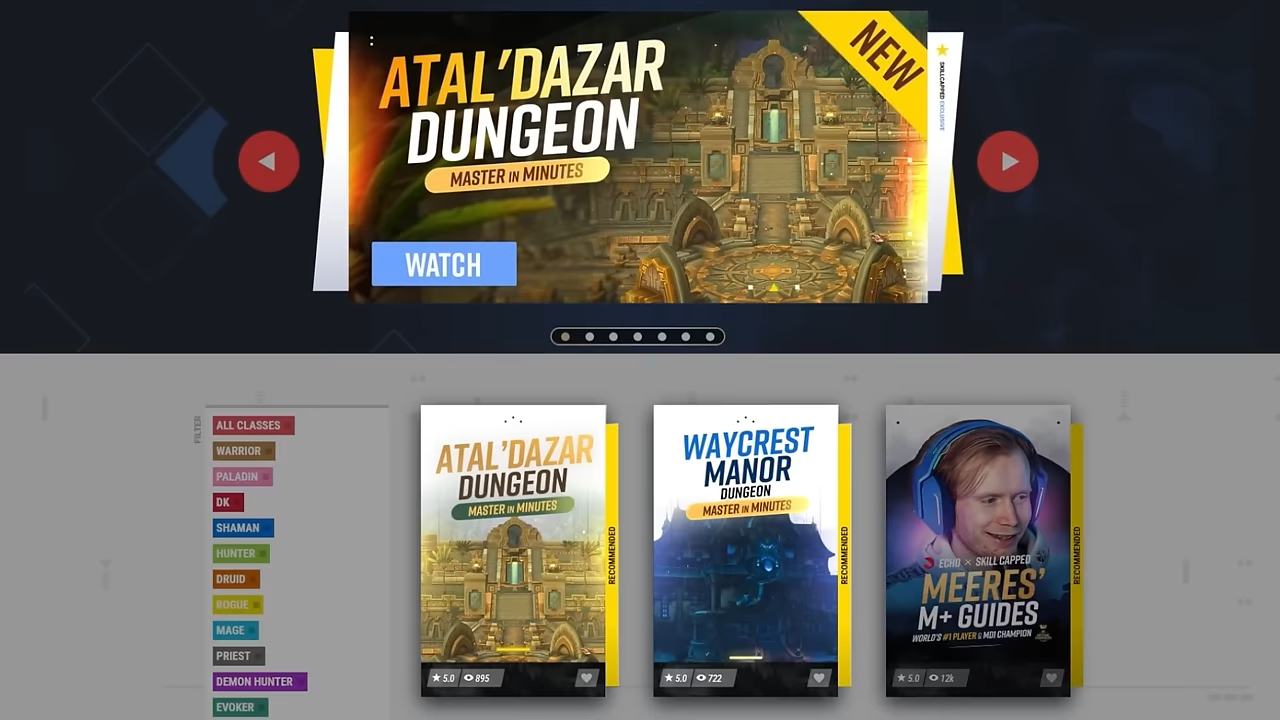 ATAL'DAZAR
DUNGEON
MASTER IN MINUTES
WATCH
NEW
SKILLCAPPED EXCLUSIVE
FILTER
ALL CLASSES
WARRIOR
PALADIN
DK
SHAMAN
HUNTER
DRUID
ROGUE
MAGE
PRIEST
DEMON HUNTER
EVOKER
ATAL'DAZAR
DUNGEON
MASTER IN MINUTES
RECOMMENDED
5.0 895
WAYCREST
MANOR
DUNGEON
MASTER IN MINUTES
RECOMMENDED
5.0 722
ECHO × SKILL CAPPED
MEERES'
M+ GUIDES
WORLD'S #1 PLAYER & MDI CHAMPION
RECOMMENDED
5.0 12k